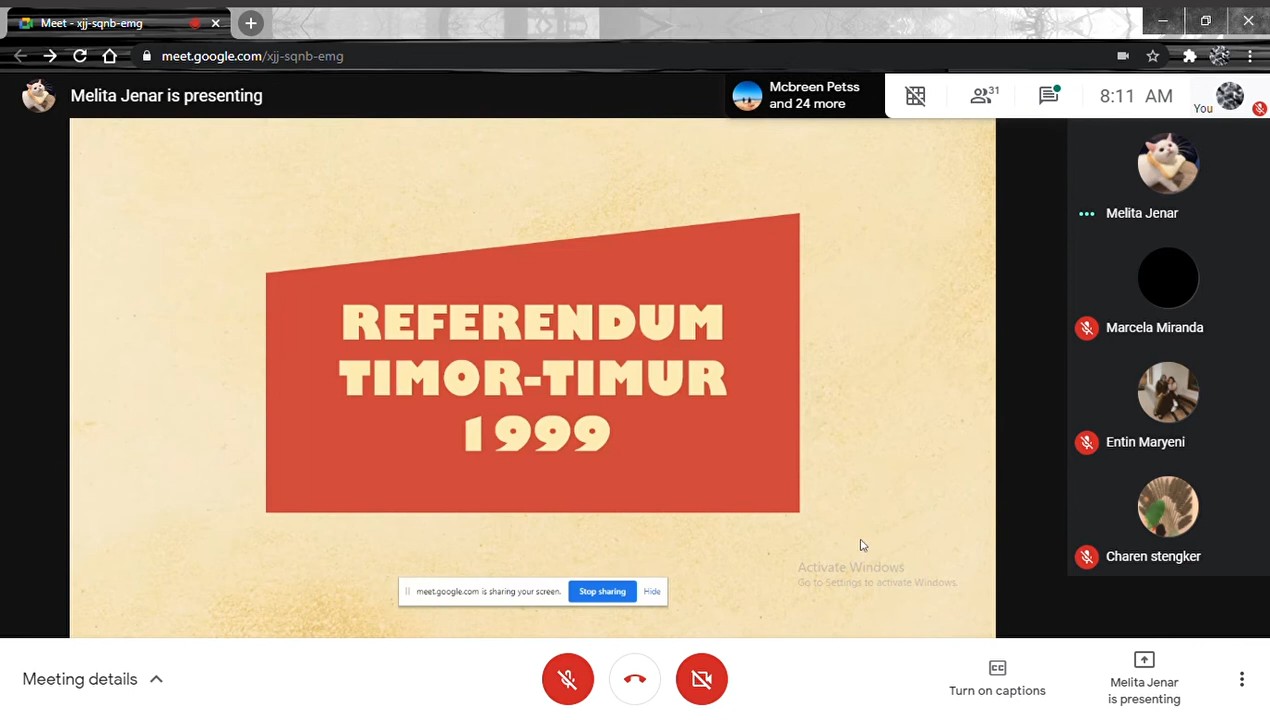 Meet - xjj-sqnb-emg
meet.google.com/xjj-sqnb-emg
Melita Jenar is presenting
Mcbreen Petss
and 24 more
31
8:11 AM
You
REFERENDUM
TIMOR-TIMUR
1999
Melita Jenar
Marcela Miranda
Entin Maryeni
Charen stengker
Activate Windows
Go to Settings to activate Windows.
meet.google.com is sharing your screen.
Stop sharing
Hide
Meeting details
CC
Turn on captions
Melita Jenar
is presenting